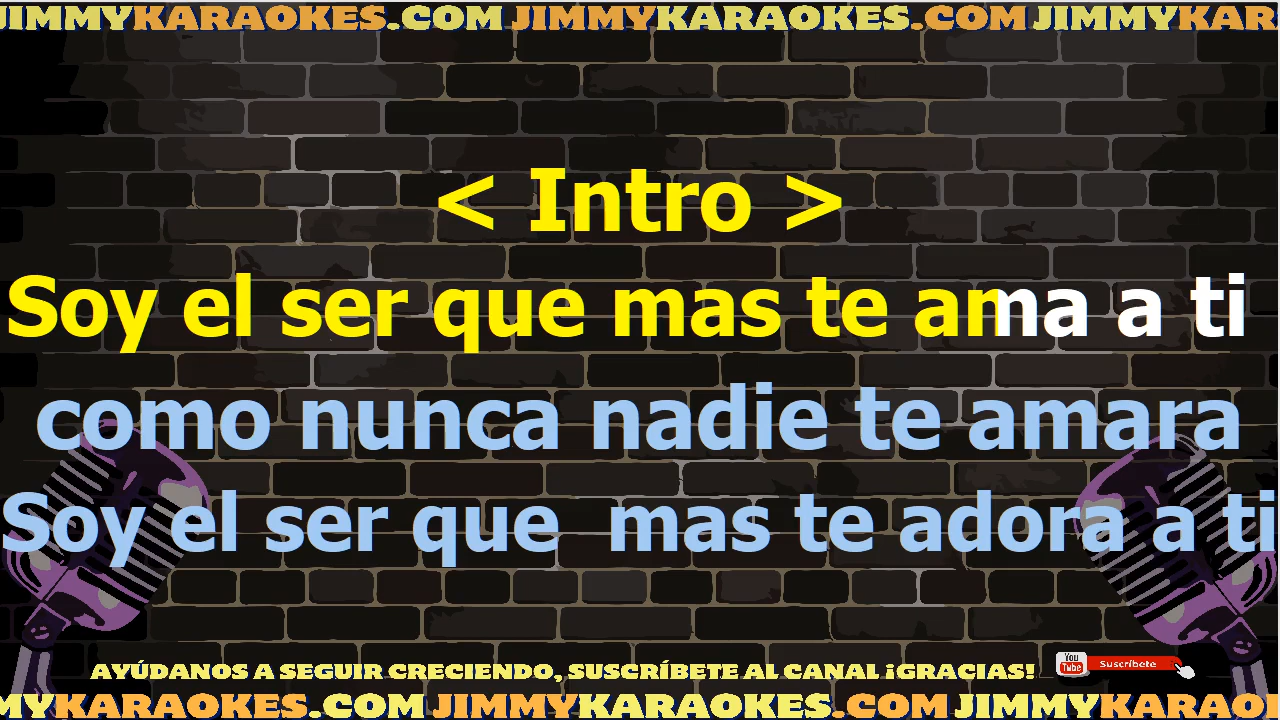 JIMMYKARAOKES.COM JIMMYKARAOKES.COM JIMMYKAR
< Intro >
Soy el ser que mas te ama a ti
como nunca nadie te amara
Soy el ser que  mas te adora a ti
AYÚDANOS A SEGUIR CRECIENDO, SUSCRÍBETE AL CANAL ¡GRACIAS!
You Tube Suscríbete
MYKARAOKES.COM JIMMYKARAOKES.COM JIMMYKARAO